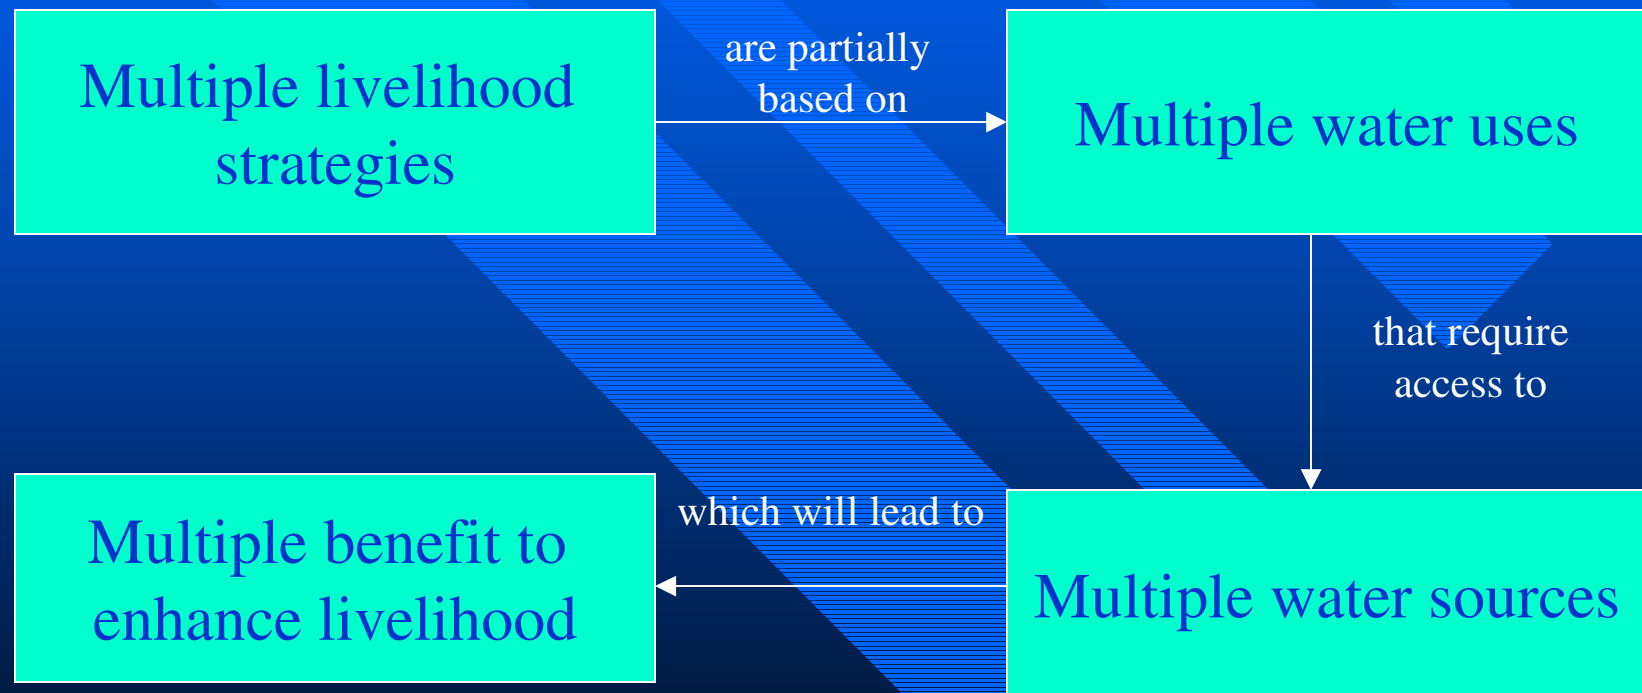 Multiple livelihood
strategies
are partially
based on
Multiple water uses
that require
access to
Multiple water sources
which will lead to
Multiple benefit to
enhance livelihood